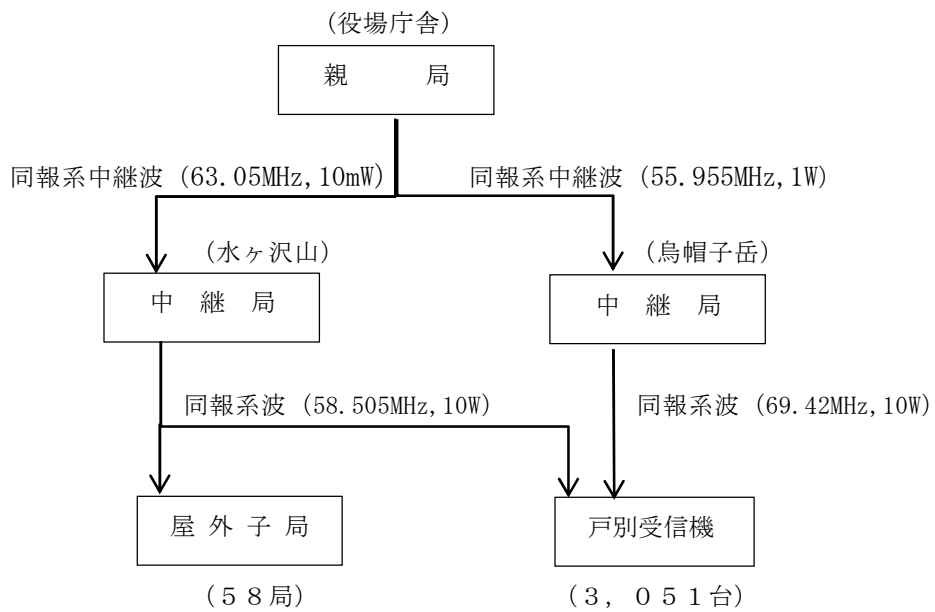 (役場庁舎)
親　　局
同報系中継波 (63.05MHz, 10mW)　同報系中継波 (55.955MHz, 1W)
(水ヶ沢山)　(烏帽子岳)
中　継　局　中　継　局
同報系波 (58.505MHz, 10W)　同報系波 (69.42MHz, 10W)
屋 外 子 局　戸別受信機
(５８局)　(３，０５１台)